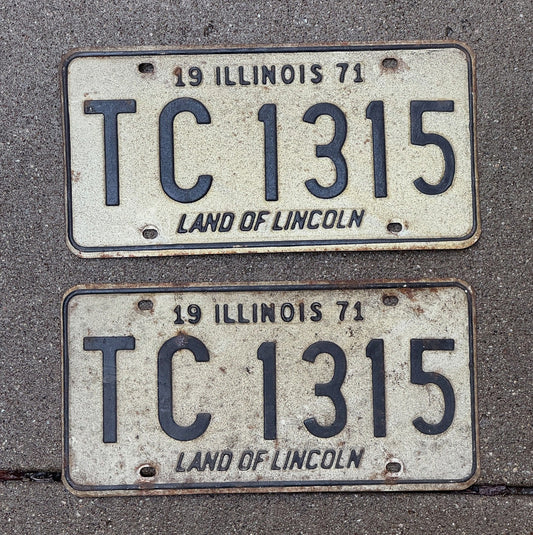 19 ILLINOIS 71
TC 1315
LAND OF LINCOLN
19 ILLINOIS 71
TC 1315
LAND OF LINCOLN